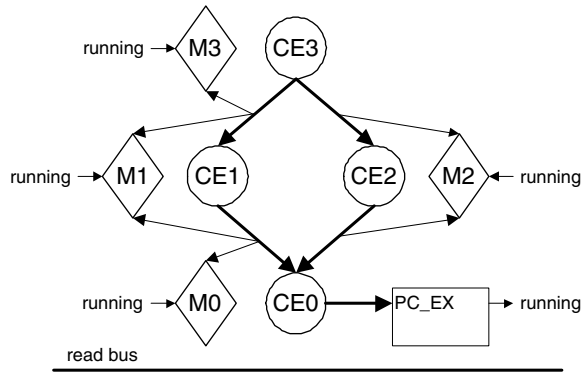 running
M3
CE3
running
M1
CE1
CE2
M2
running
running
M0
CE0
PC_EX
running
read bus